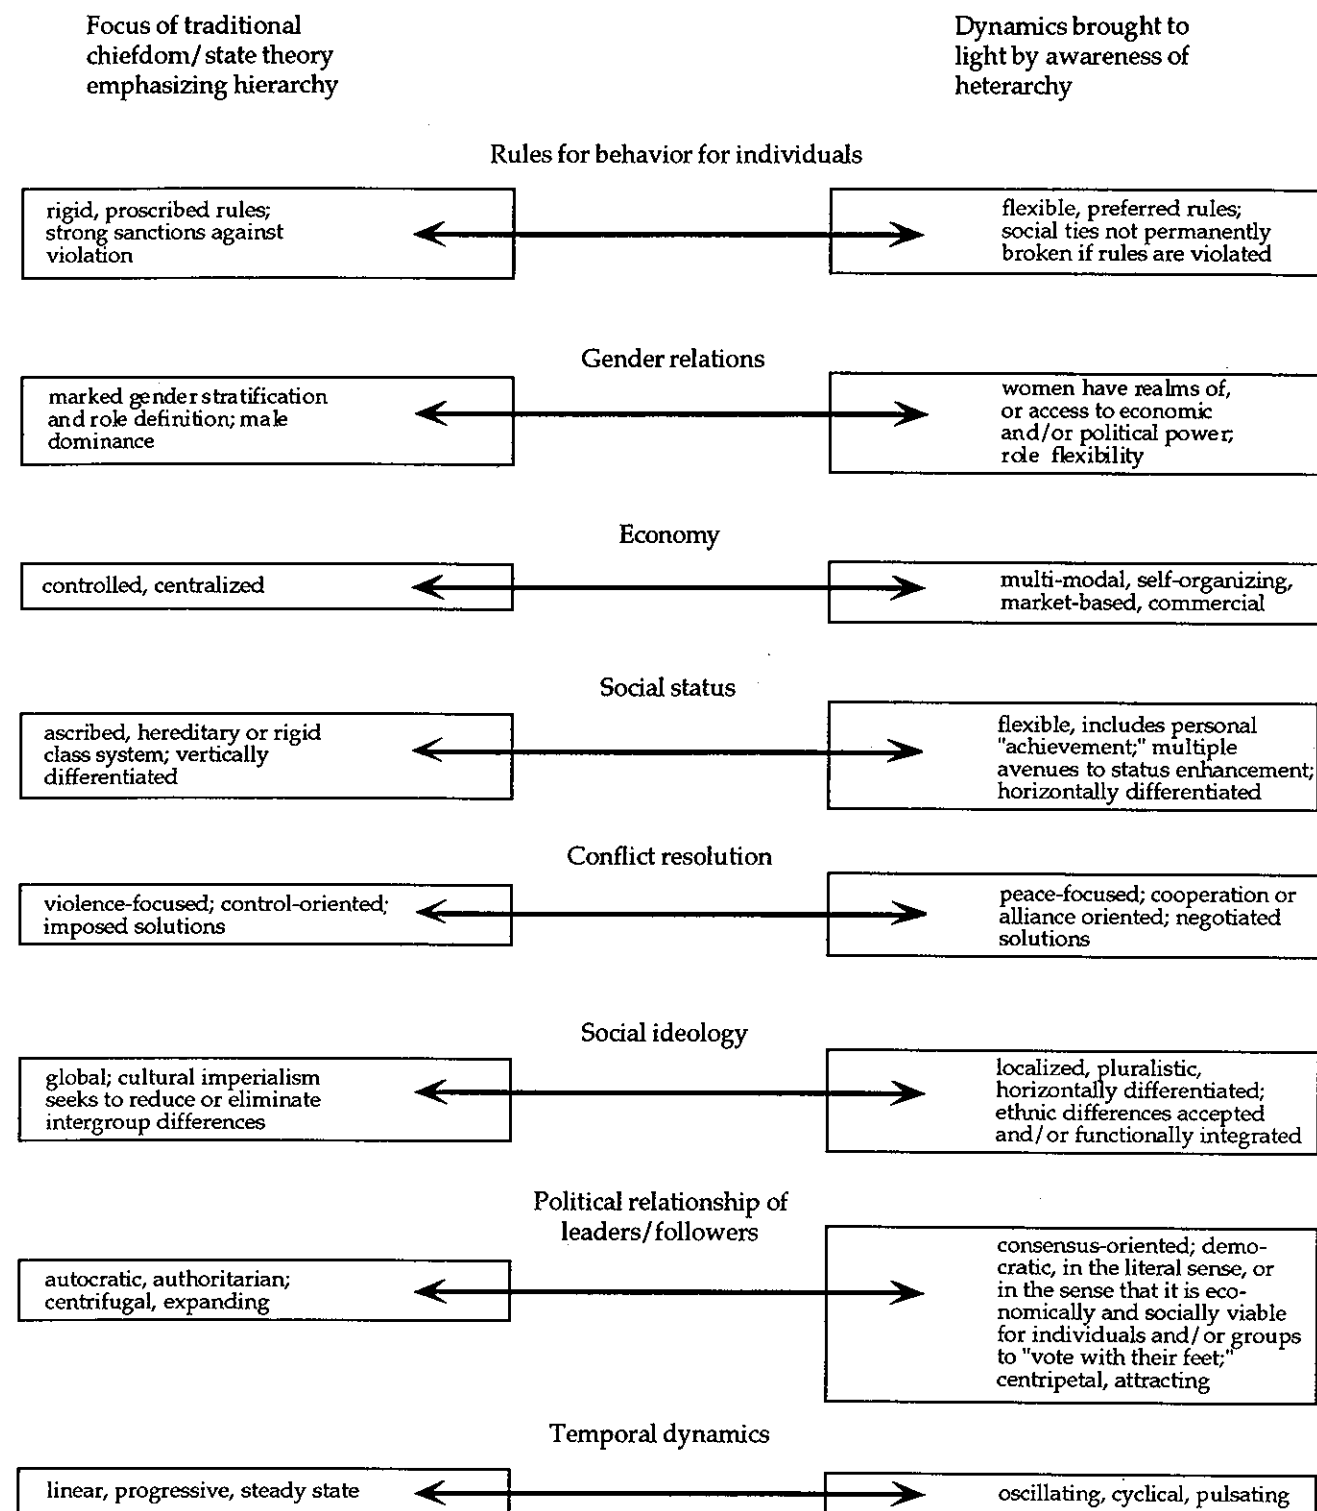 Focus of traditional
chiefdom/state theory
emphasizing hierarchy
Dynamics brought to
light by awareness of
heterarchy
Rules for behavior for individuals
rigid, proscribed rules;
strong sanctions against
violation
flexible, preferred rules;
social ties not permanently
broken if rules are violated
Gender relations
marked gender stratification
and role definition; male
dominance
women have realms of,
or access to economic
and/or political power;
role flexibility
Economy
controlled, centralized
multi-modal, self-organizing,
market-based, commercial
Social status
ascribed, hereditary or rigid
class system; vertically
differentiated
flexible, includes personal
"achievement;" multiple
avenues to status enhancement;
horizontally differentiated
Conflict resolution
violence-focused; control-oriented;
imposed solutions
peace-focused; cooperation or
alliance oriented; negotiated
solutions
Social ideology
global; cultural imperialism
seeks to reduce or eliminate
intergroup differences
localized, pluralistic,
horizontally differentiated;
ethnic differences accepted
and/or functionally integrated
Political relationship of
leaders/followers
autocratic, authoritarian;
centrifugal, expanding
consensus-oriented; demo-
cratic, in the literal sense, or
in the sense that it is eco-
nomically and socially viable
for individuals and/or groups
to "vote with their feet;"
centripetal, attracting
Temporal dynamics
linear, progressive, steady state
oscillating, cyclical, pulsating